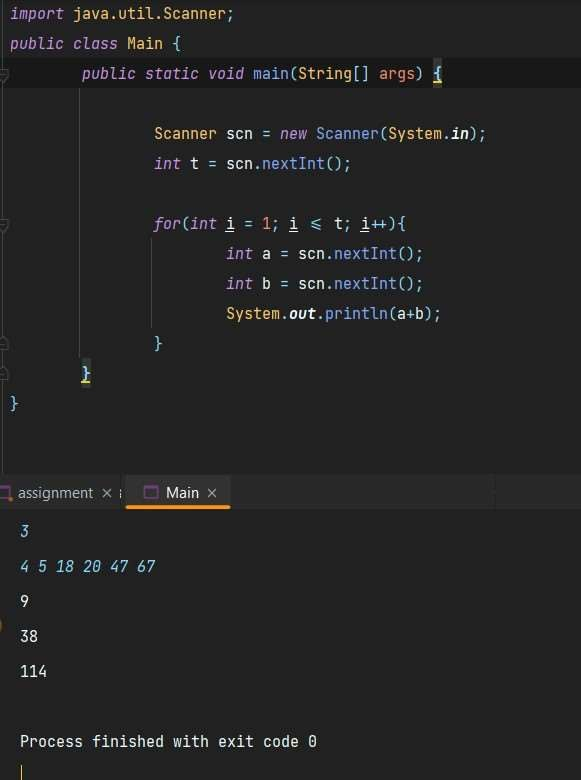 import java.util.Scanner;
public class Main {
public static void main(String[] args) {
Scanner scn = new Scanner(System.in);
int t = scn.nextInt();
for(int i = 1; i ≤ t; i++){
int a = scn.nextInt();
int b = scn.nextInt();
System.out.println(a+b);
}
}
}
assignment × Main ×
3
4 5 18 20 47 67
9
38
114
Process finished with exit code 0